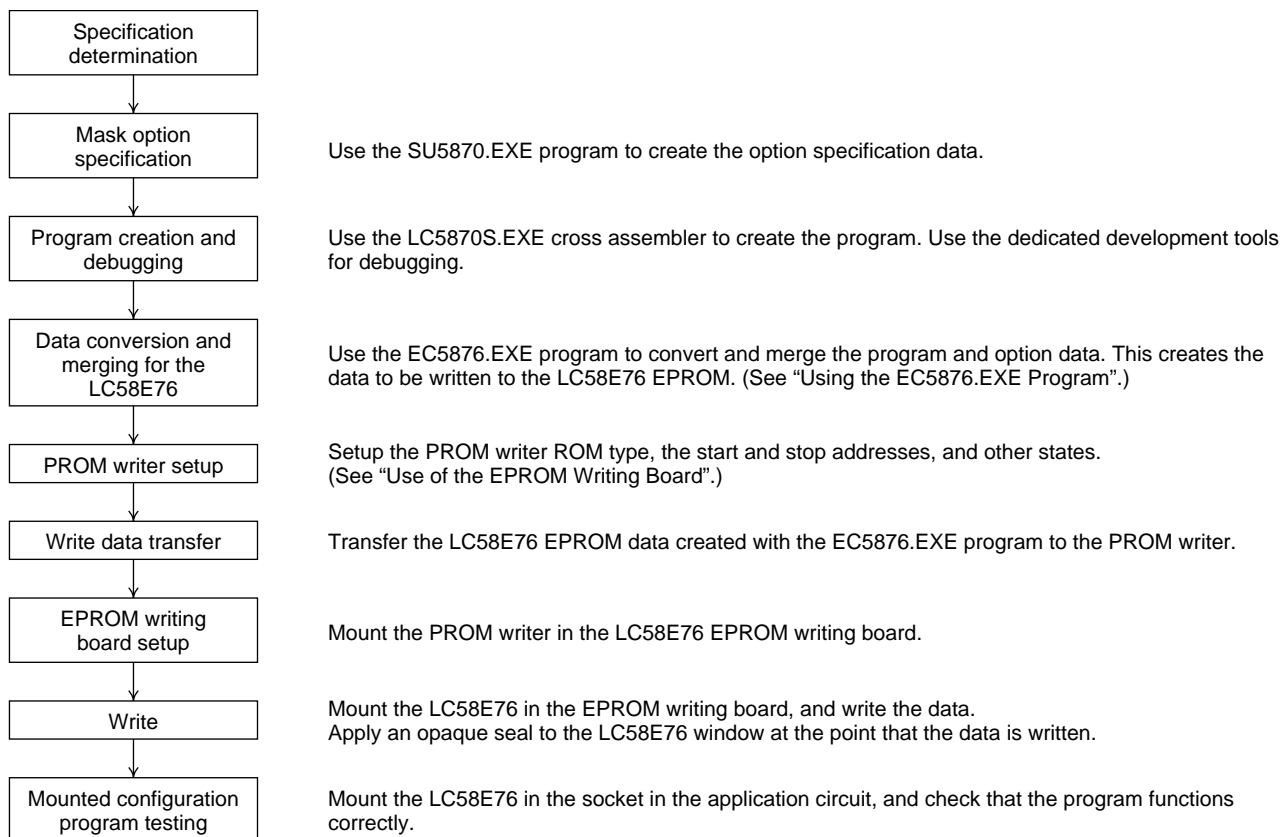 Specification
determination
Mask option
specification
Use the SU5870.EXE program to create the option specification data.
Program creation and
debugging
Use the LC5870S.EXE cross assembler to create the program. Use the dedicated development tools
for debugging.
Data conversion and
merging for the
LC58E76
Use the EC5876.EXE program to convert and merge the program and option data. This creates the
data to be written to the LC58E76 EPROM. (See “Using the EC5876.EXE Program”.)
PROM writer setup
Setup the PROM writer ROM type, the start and stop addresses, and other states.
(See “Use of the EPROM Writing Board”.)
Write data transfer
Transfer the LC58E76 EPROM data created with the EC5876.EXE program to the PROM writer.
EPROM writing
board setup
Mount the PROM writer in the LC58E76 EPROM writing board.
Write
Mount the LC58E76 in the EPROM writing board, and write the data.
Apply an opaque seal to the LC58E76 window at the point that the data is written.
Mounted configuration
program testing
Mount the LC58E76 in the socket in the application circuit, and check that the program functions
correctly.